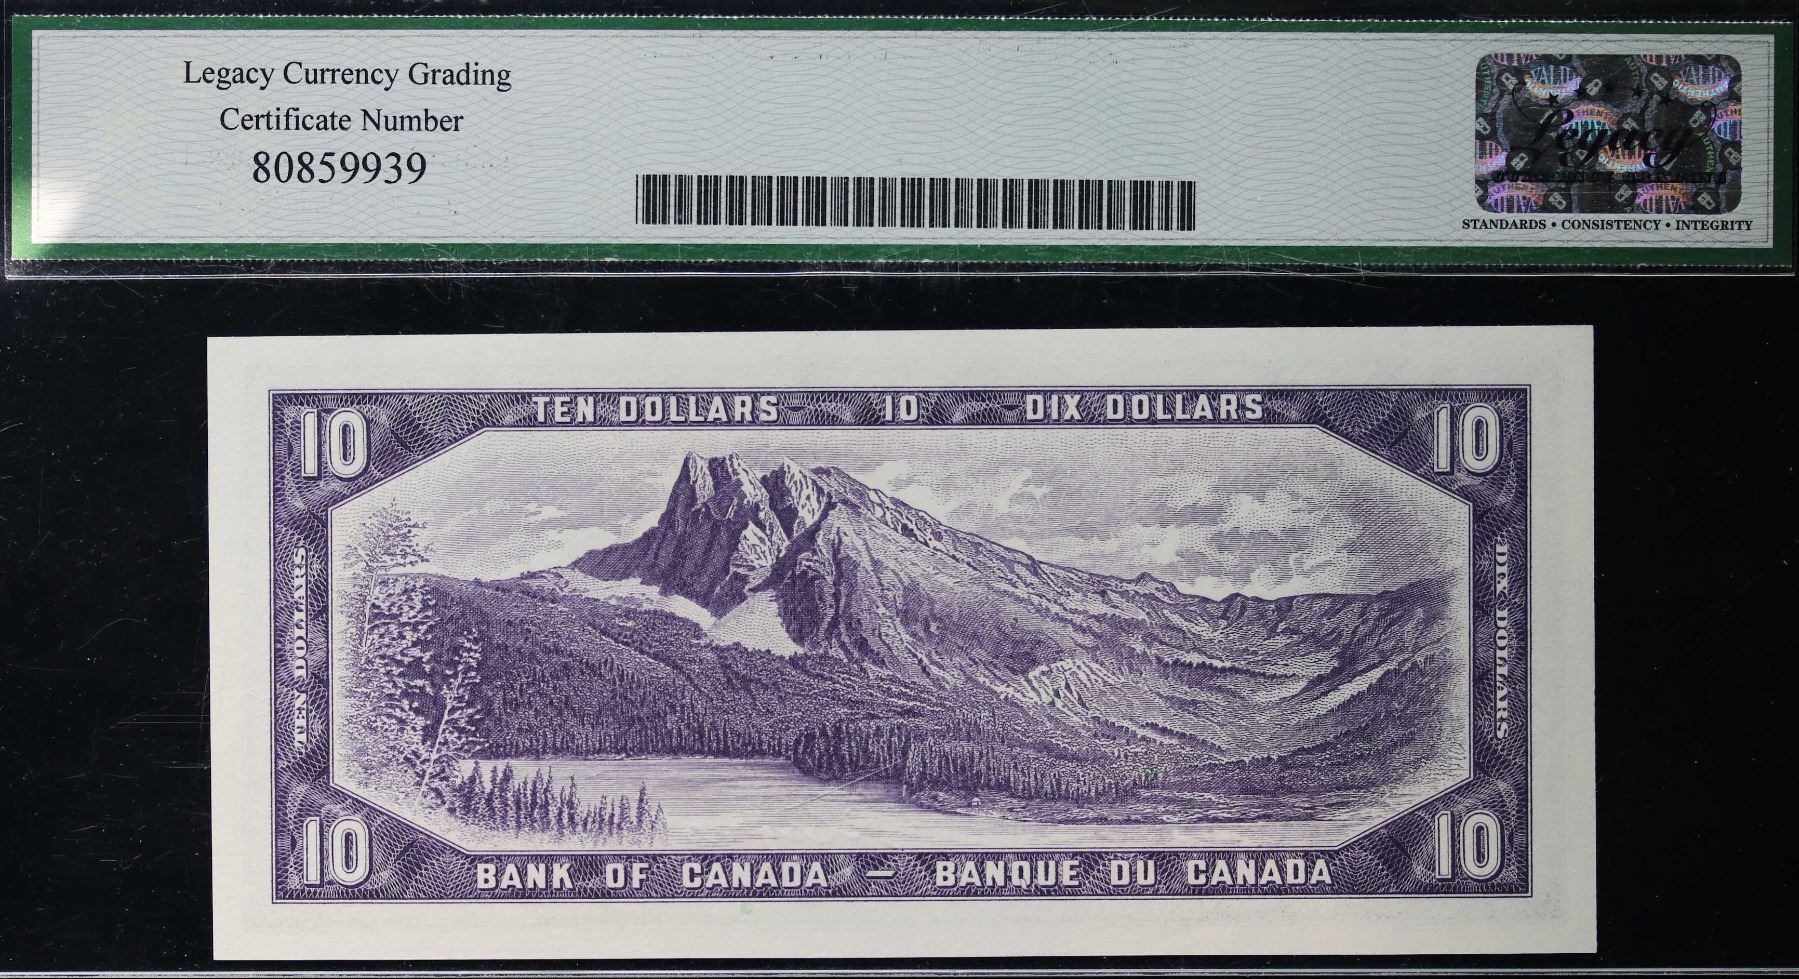 Legacy Currency Grading
Certificate Number
80859939
Legacy
STANDARDS • CONSISTENCY • INTEGRITY
10 TEN DOLLARS 10 DIX DOLLARS 10
TEN DOLLARS
DIX DOLLARS
10 BANK OF CANADA — BANQUE DU CANADA 10